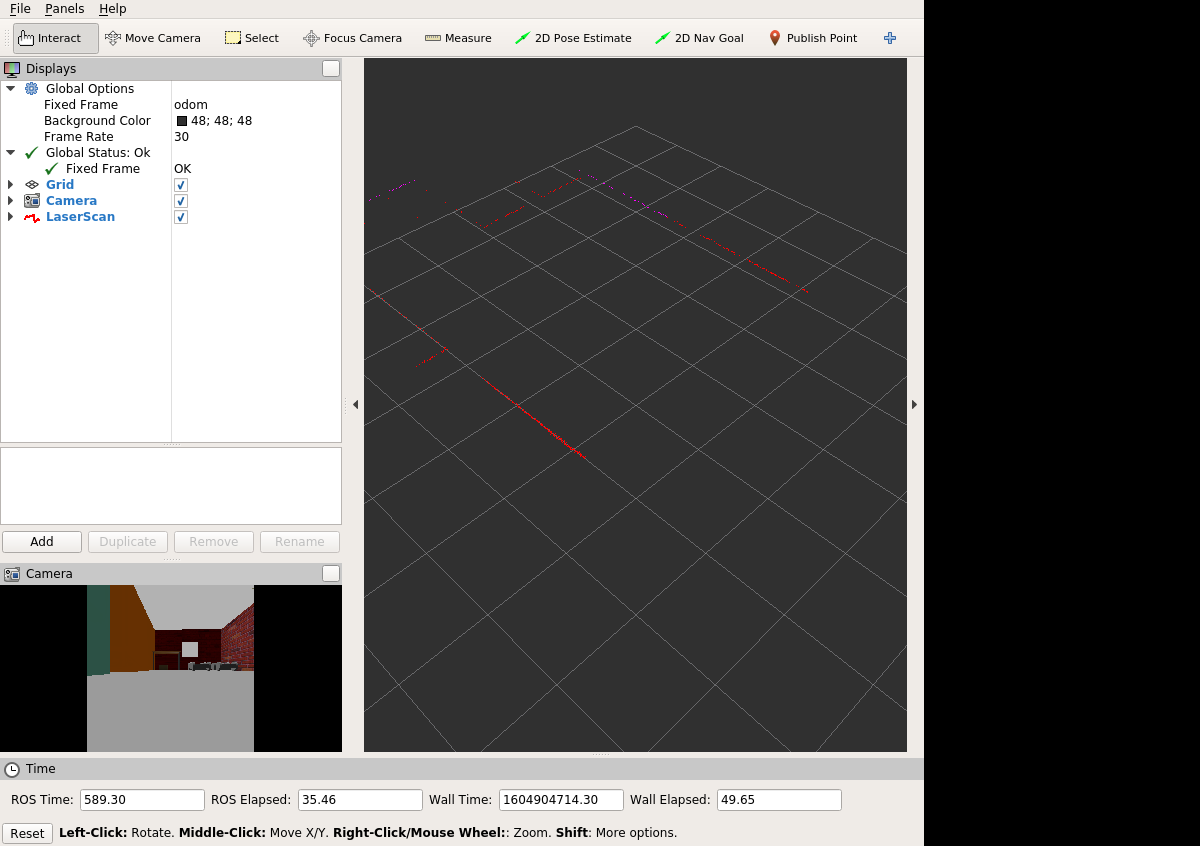 File Panels Help
Interact Move Camera Select Focus Camera Measure 2D Pose Estimate 2D Nav Goal Publish Point
Displays
Global Options
Fixed Frame odom
Background Color 48; 48; 48
Frame Rate 30
Global Status: Ok
Fixed Frame OK
Grid
Camera
LaserScan
Add Duplicate Remove Rename
Camera
Time
ROS Time: 589.30 ROS Elapsed: 35.46 Wall Time: 1604904714.30 Wall Elapsed: 49.65
Reset Left-Click: Rotate. Middle-Click: Move X/Y. Right-Click/Mouse Wheel:: Zoom. Shift: More options.